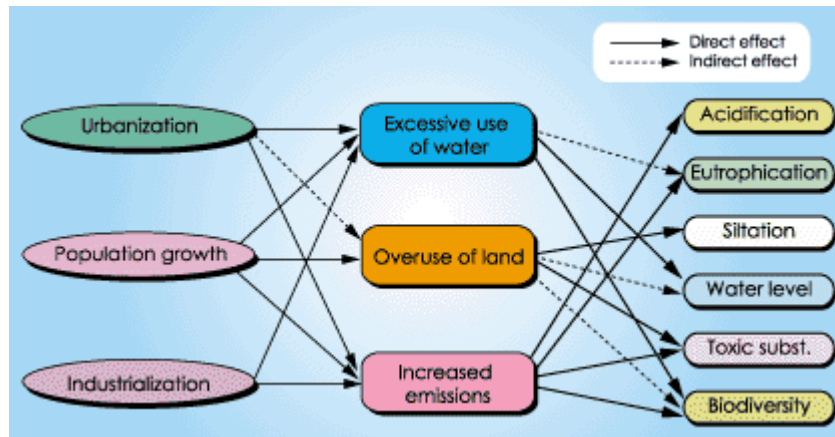 Direct effect
Indirect effect
Urbanization
Population growth
Industrialization
Excessive use
of water
Overuse of land
Increased
emissions
Acidification
Eutrophication
Siltation
Water level
Toxic subst.
Biodiversity